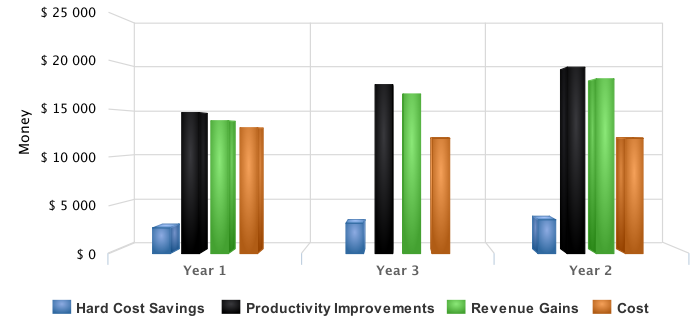 $ 25 000
$ 20 000
$ 15 000
$ 10 000
$ 5 000
$ 0
Money
Year 1 Year 3 Year 2
Hard Cost Savings Productivity Improvements Revenue Gains Cost